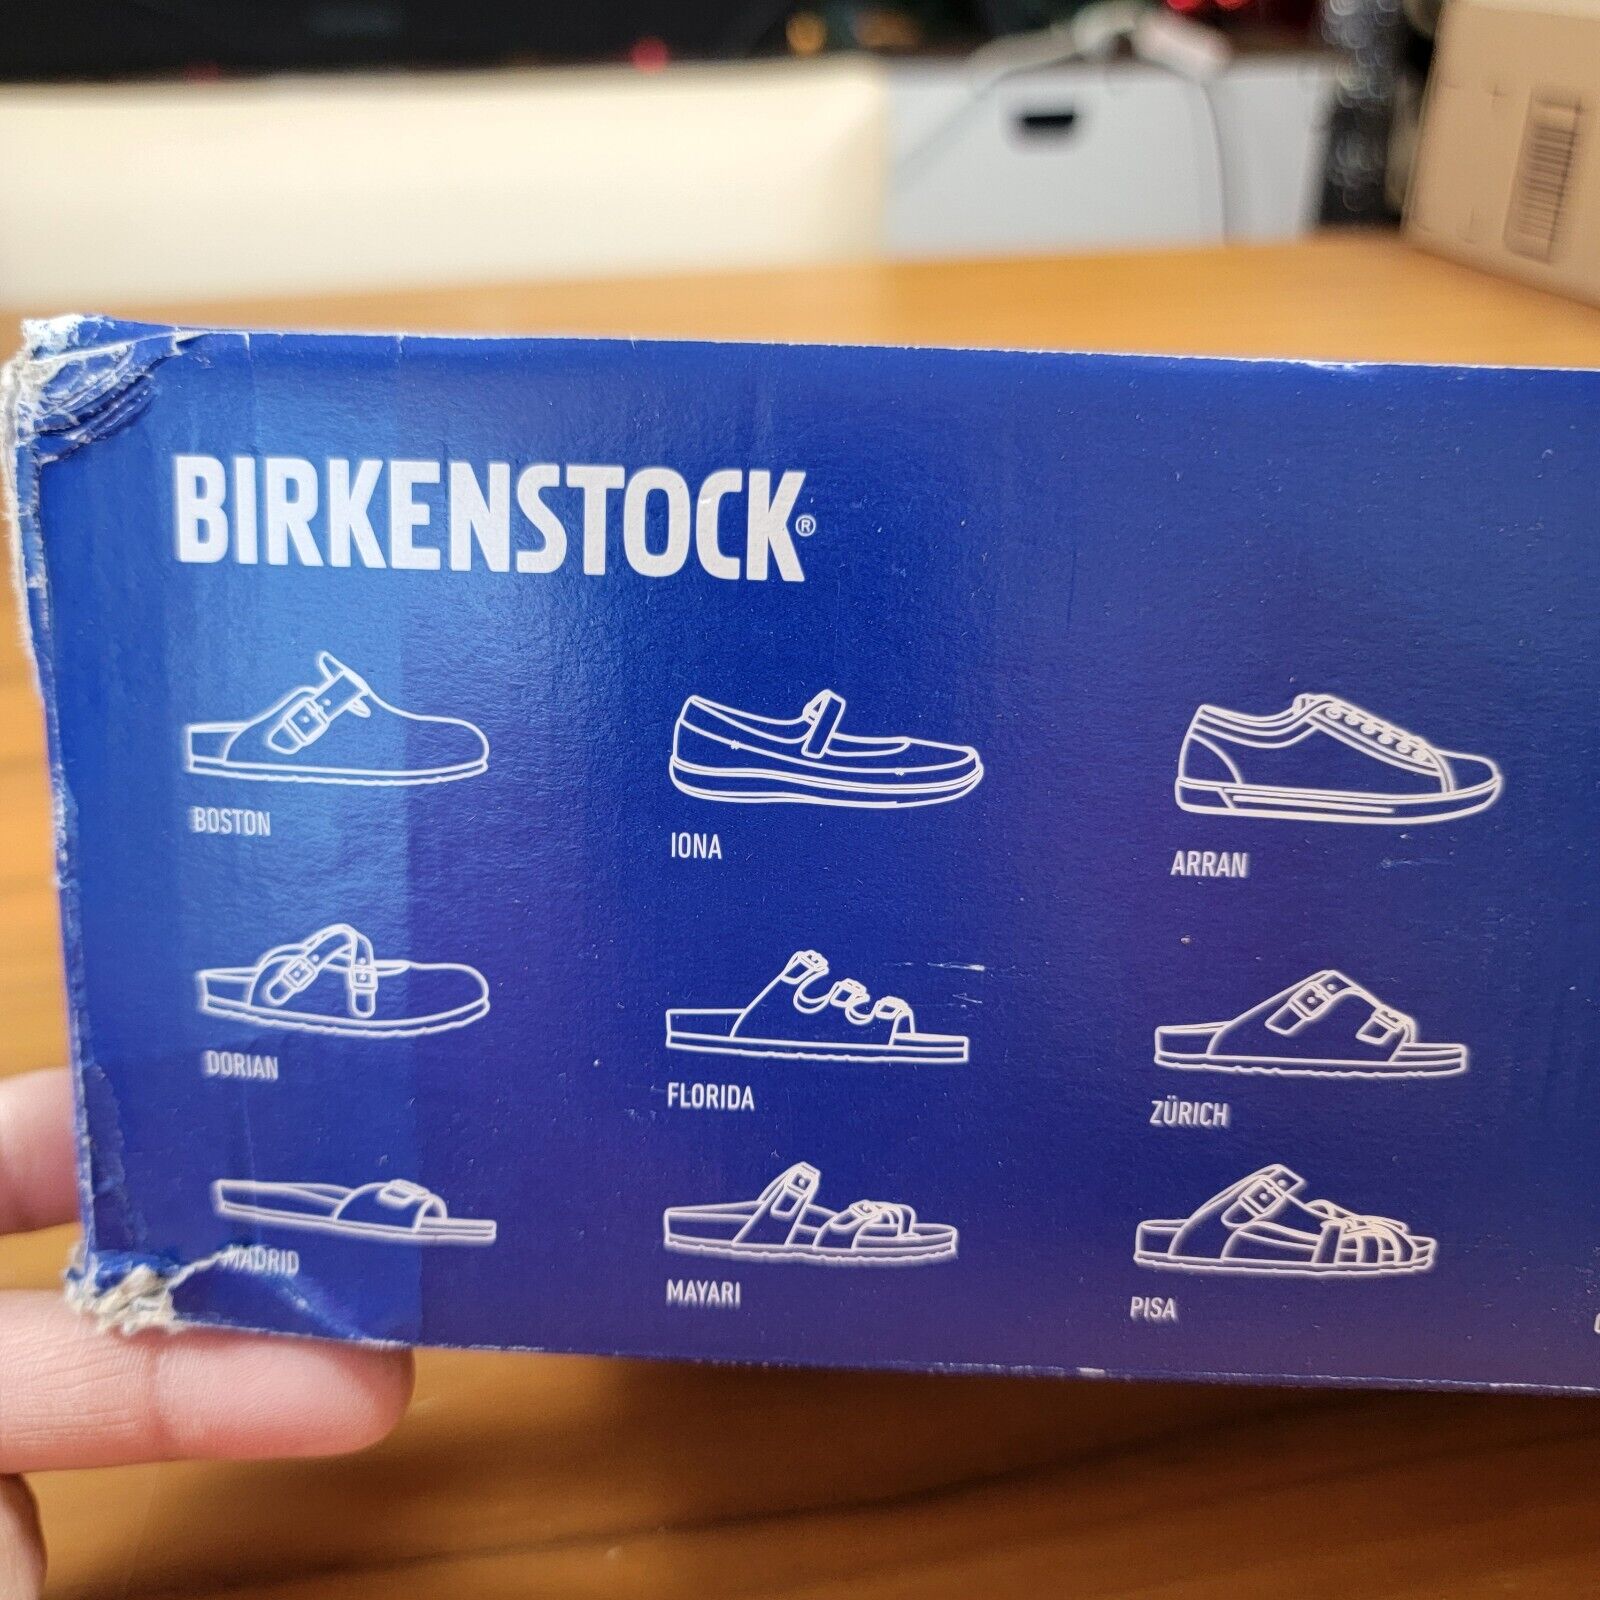 BIRKENSTOCK®
BOSTON
IONA
ARRAN
DORIAN
FLORIDA
ZÜRICH
MADRID
MAYARI
PISA